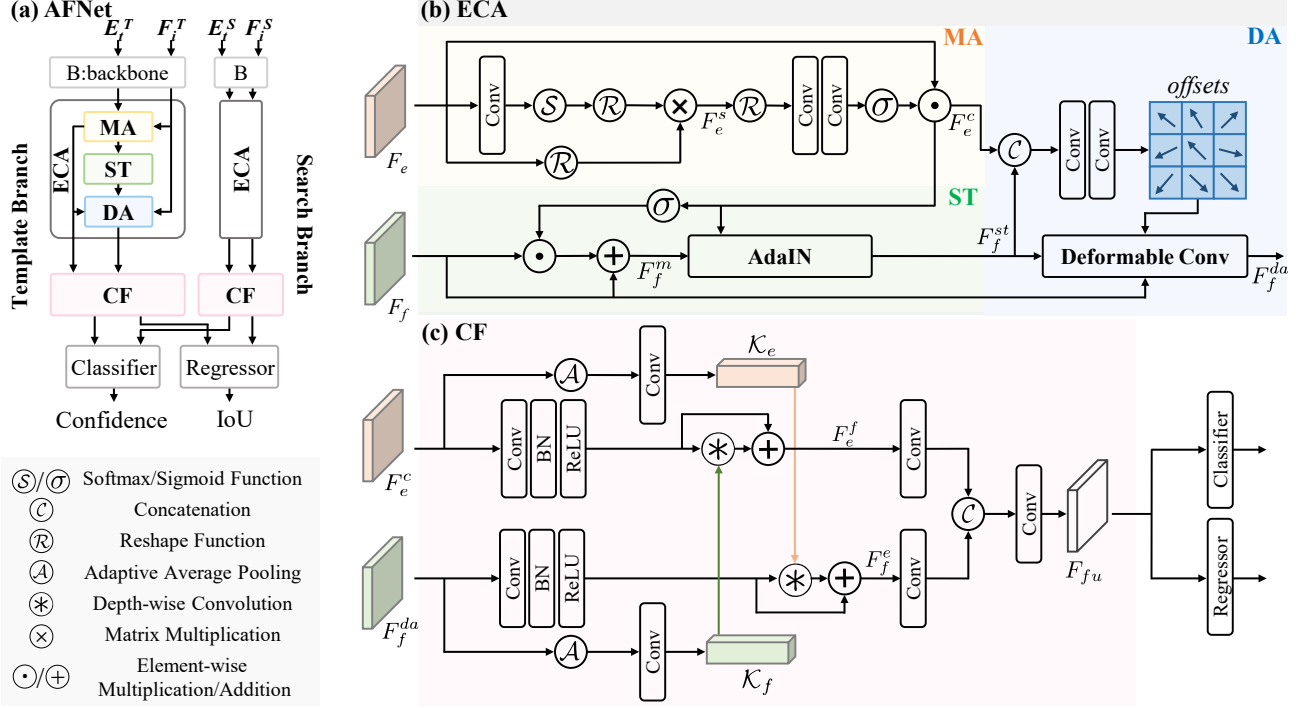 (a) AFNet
E_t^T F_i^T E_t^S F_i^S
B:backbone B
MA
ST
DA
ECA
ECA
Template Branch
Search Branch
CF CF
Classifier Regressor
Confidence IoU
S/σ Softmax/Sigmoid Function
C Concatenation
R Reshape Function
A Adaptive Average Pooling
∗ Depth-wise Convolution
× Matrix Multiplication
·/+ Element-wise
Multiplication/Addition
(b) ECA
MA
DA
F_e
Conv
S
R
×
F_e^s
R
Conv
Conv
σ
·
F_e^c
R
C
Conv
Conv
offsets
ST
σ
F_f
·
+
F_f^m
AdaIN
F_f^{st}
Deformable Conv
F_f^{da}
(c) CF
A
Conv
K_e
F_e^c
Conv
BN
ReLU
∗
+
F_e^f
Conv
C
Conv
F_{fu}
Classifier
Regressor
F_f^{da}
Conv
BN
ReLU
∗
+
F_f^e
Conv
A
Conv
K_f